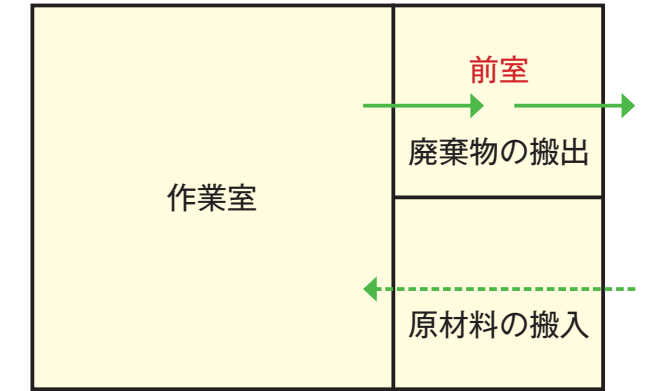 前室
廃棄物の搬出
作業室
原材料の搬入